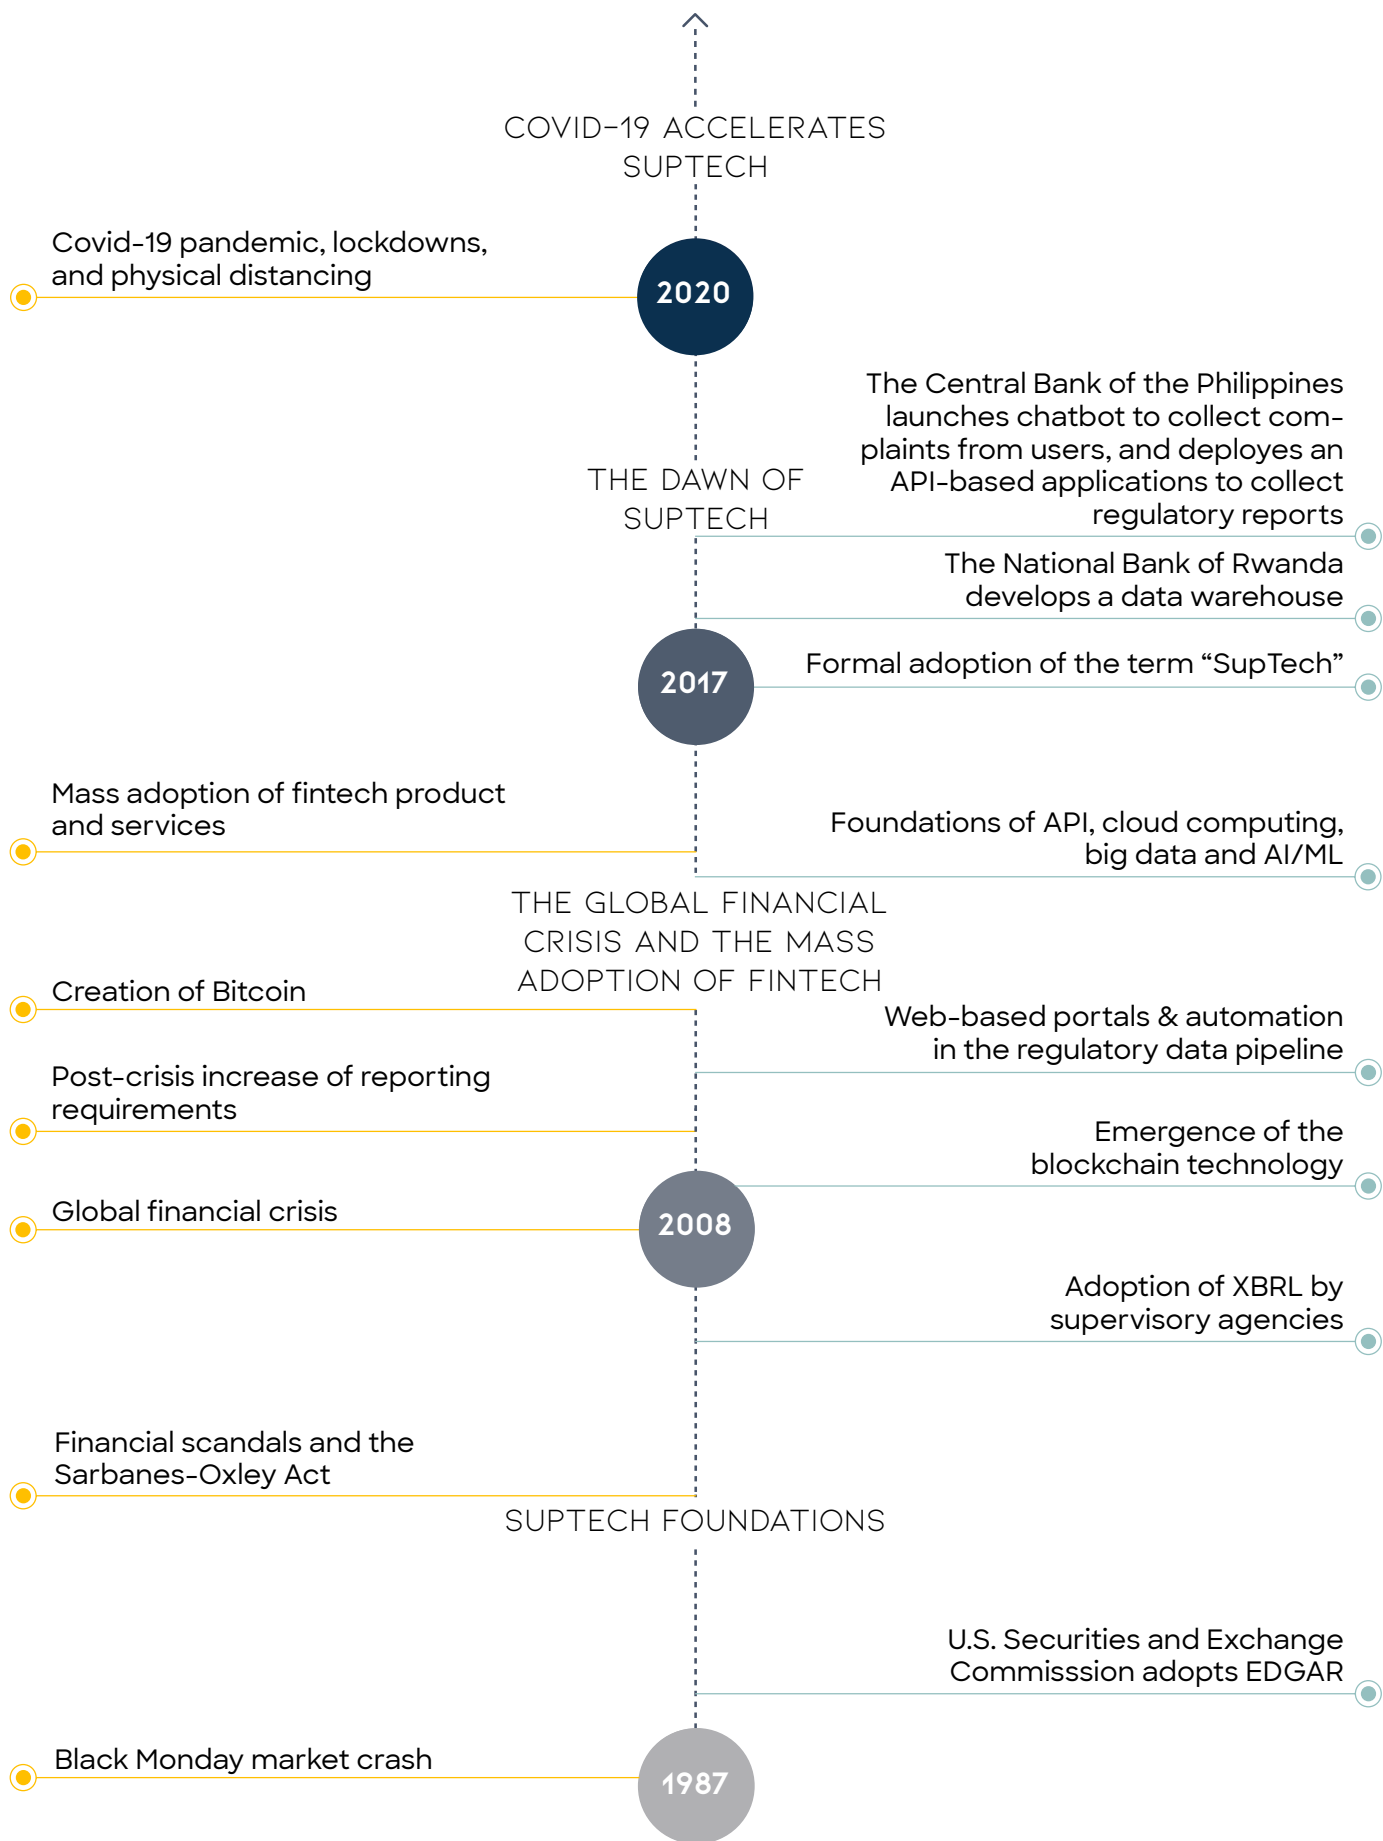 COVID-19 ACCELERATES
SUPTECH
Covid-19 pandemic, lockdowns,
and physical distancing
2020
The Central Bank of the Philippines
launches chatbot to collect com-
plaints from users, and deployes an
API-based applications to collect
regulatory reports
THE DAWN OF
SUPTECH
The National Bank of Rwanda
develops a data warehouse
2017
Formal adoption of the term “SupTech”
Mass adoption of fintech product
and services
Foundations of API, cloud computing,
big data and AI/ML
THE GLOBAL FINANCIAL
CRISIS AND THE MASS
ADOPTION OF FINTECH
Creation of Bitcoin
Web-based portals & automation
in the regulatory data pipeline
Post-crisis increase of reporting
requirements
Emergence of the
blockchain technology
Global financial crisis
2008
Adoption of XBRL by
supervisory agencies
Financial scandals and the
Sarbanes-Oxley Act
SUPTECH FOUNDATIONS
U.S. Securities and Exchange
Commisssion adopts EDGAR
Black Monday market crash
1987